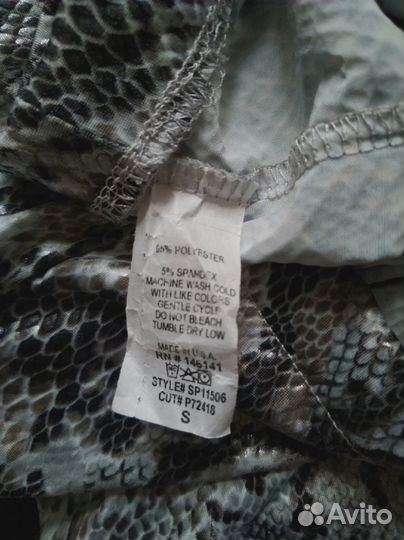 95% POLYESTER
5% SPANDEX
MACHINE WASH COLD
WITH LIKE COLORS
GENTLE CYCLE
DO NOT BLEACH
TUMBLE DRY LOW
MADE IN U.S.A.
RN # 146141
STYLE# SP11506
CUT# P72418
S
Avito